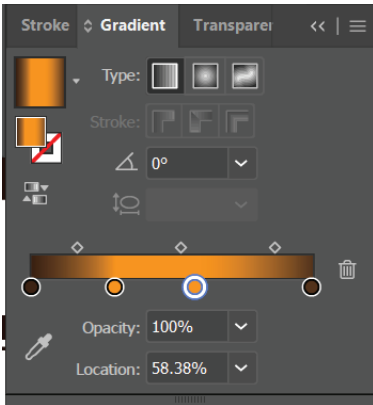 Stroke Gradient Transparer
Type:
Stroke:
0°
Opacity: 100%
Location: 58.38%